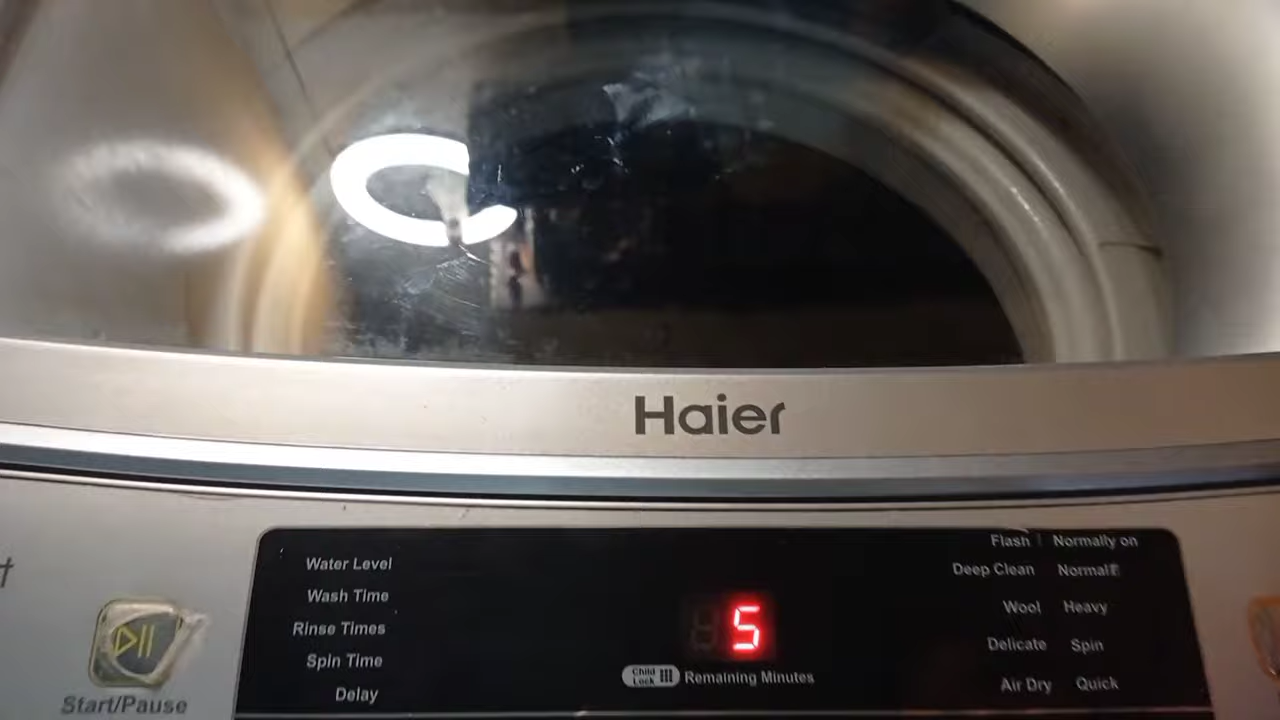 Haier
Water Level
Wash Time
Rinse Times
Spin Time
Delay
Start/Pause
5
Child Lock
Remaining Minutes
Flash | Normally on
Deep Clean Normal
Wool Heavy
Delicate Spin
Air Dry Quick